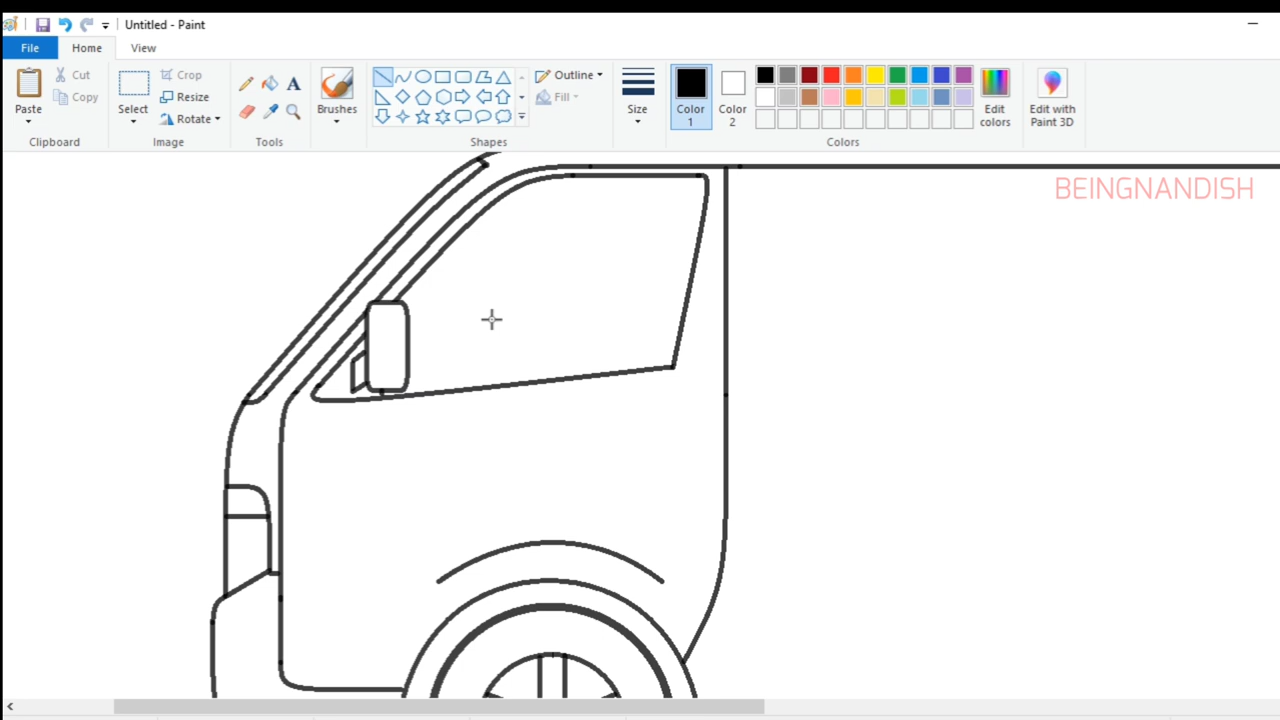 Untitled - Paint
File Home View
Paste
Cut
Copy
Clipboard
Select
Crop
Resize
Rotate
Image
A
Tools
Brushes
Outline
Fill
Shapes
Size
Color 1
Color 2
Edit colors
Colors
Edit with Paint 3D
BEINGNANDISH